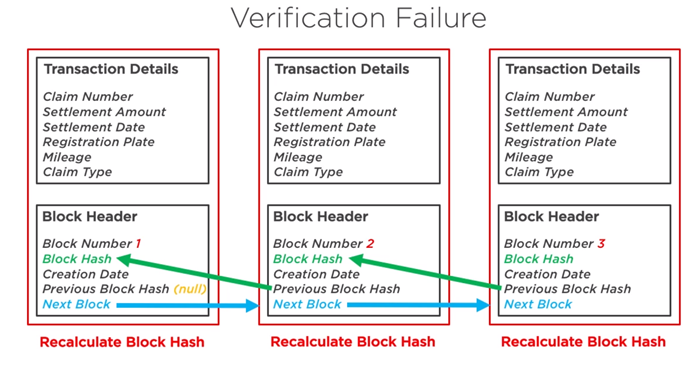 Verification Failure
Transaction Details
Claim Number
Settlement Amount
Settlement Date
Registration Plate
Mileage
Claim Type
Block Header
Block Number 1
Block Hash
Creation Date
Previous Block Hash (null)
Next Block
Recalculate Block Hash
Transaction Details
Claim Number
Settlement Amount
Settlement Date
Registration Plate
Mileage
Claim Type
Block Header
Block Number 2
Block Hash
Creation Date
Previous Block Hash
Next Block
Recalculate Block Hash
Transaction Details
Claim Number
Settlement Amount
Settlement Date
Registration Plate
Mileage
Claim Type
Block Header
Block Number 3
Block Hash
Creation Date
Previous Block Hash
Next Block
Recalculate Block Hash